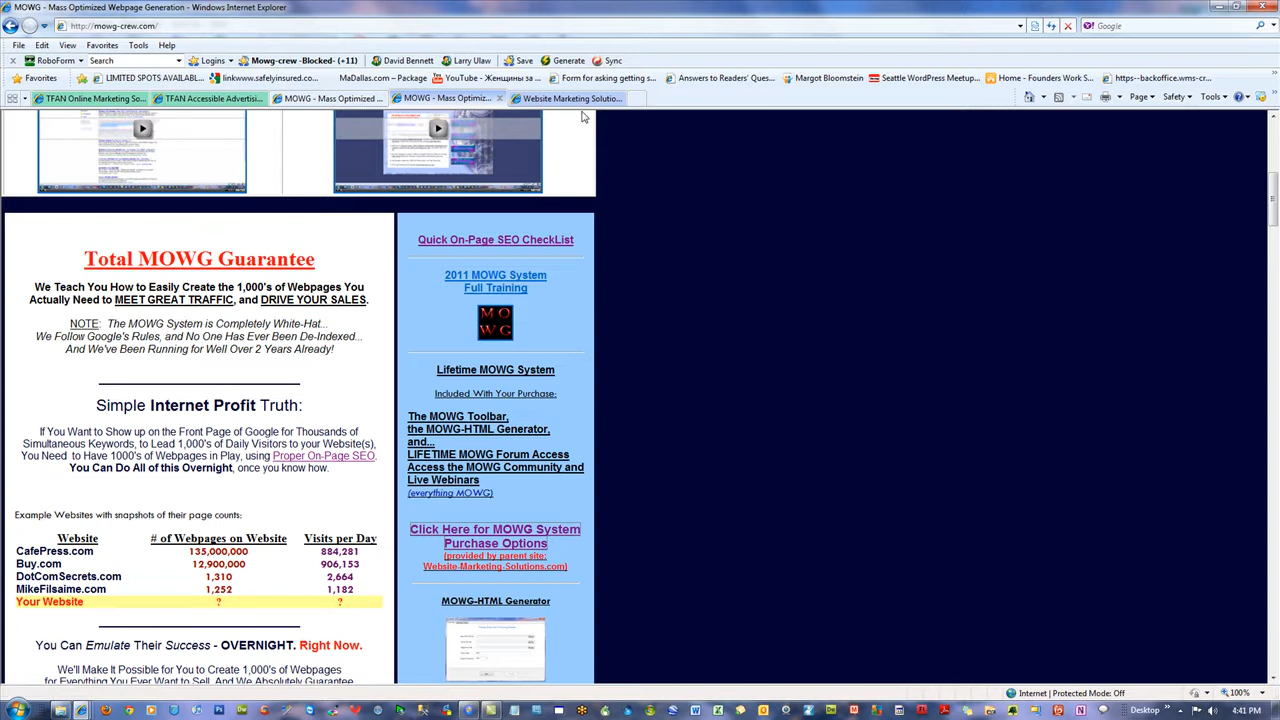 MOWG - Mass Optimized Webpage Generation - Windows Internet Explorer
http://mowg-crew.com/
Google
File Edit View Favorites Tools Help
RoboForm Search Logins Mowg-crew -Blocked- (+11) David Bennett Larry Ulaw Save Generate Sync
Favorites LIMITED SPOTS AVAILABL... linkwww.safelyinsured.co... MaDallas.com – Package YouTube - Женщины за ... Form for asking getting ... Answers to Readers' Ques... Margot Bloomstein Seattle WordPress Meetup... Home - Founders Work S...
TFAN Online Marketing So... TFAN Accessible Advertisi... MOWG - Mass Optimized ... MOWG - Mass Optimiz... Website Marketing Solutio...
Page Safety Tools
Total MOWG Guarantee
We Teach You How to Easily Create the 1,000's of Webpages You
Actually Need to MEET GREAT TRAFFIC, and DRIVE YOUR SALES.
NOTE: The MOWG System is Completely White-Hat...
We Follow Google's Rules, and No One Has Ever Been De-Indexed...
And We've Been Running for Well Over 2 Years Already!
Simple Internet Profit Truth:
If You Want to Show up on the Front Page of Google for Thousands of
Simultaneous Keywords, to Lead 1,000's of Daily Visitors to your Website(s),
You Need to Have 1000's of Webpages in Play, using Proper On-Page SEO.
You Can Do All of this Overnight, once you know how.
Example Websites with snapshots of their page counts:
Website # of Webpages on Website Visits per Day
CafePress.com 135,000,000 884,281
Buy.com 12,900,000 906,153
DotComSecrets.com 1,310 2,664
MikeFilsaime.com 1,252 1,182
Your Website ? ?
You Can Emulate Their Success - OVERNIGHT. Right Now.
We'll Make It Possible for You to Create 1,000's of Webpages
for Everything You Ever Want to Sell. And We Absolutely Guarantee
Quick On-Page SEO CheckList
2011 MOWG System
Full Training
MO
WG
Lifetime MOWG System
Included With Your Purchase:
The MOWG Toolbar,
the MOWG-HTML Generator,
and...
LIFETIME MOWG Forum Access
Access the MOWG Community and
Live Webinars
(everything MOWG)
Click Here for MOWG System
Purchase Options
(provided by parent site:
Website-Marketing-Solutions.com)
MOWG-HTML Generator
Internet | Protected Mode: Off
100%
Desktop
4:41 PM